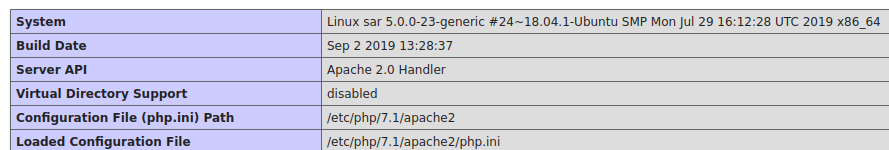 System Linux sar 5.0.0-23-generic #24~18.04.1-Ubuntu SMP Mon Jul 29 16:12:28 UTC 2019 x86_64
Build Date Sep 2 2019 13:28:37
Server API Apache 2.0 Handler
Virtual Directory Support disabled
Configuration File (php.ini) Path /etc/php/7.1/apache2
Loaded Configuration File /etc/php/7.1/apache2/php.ini